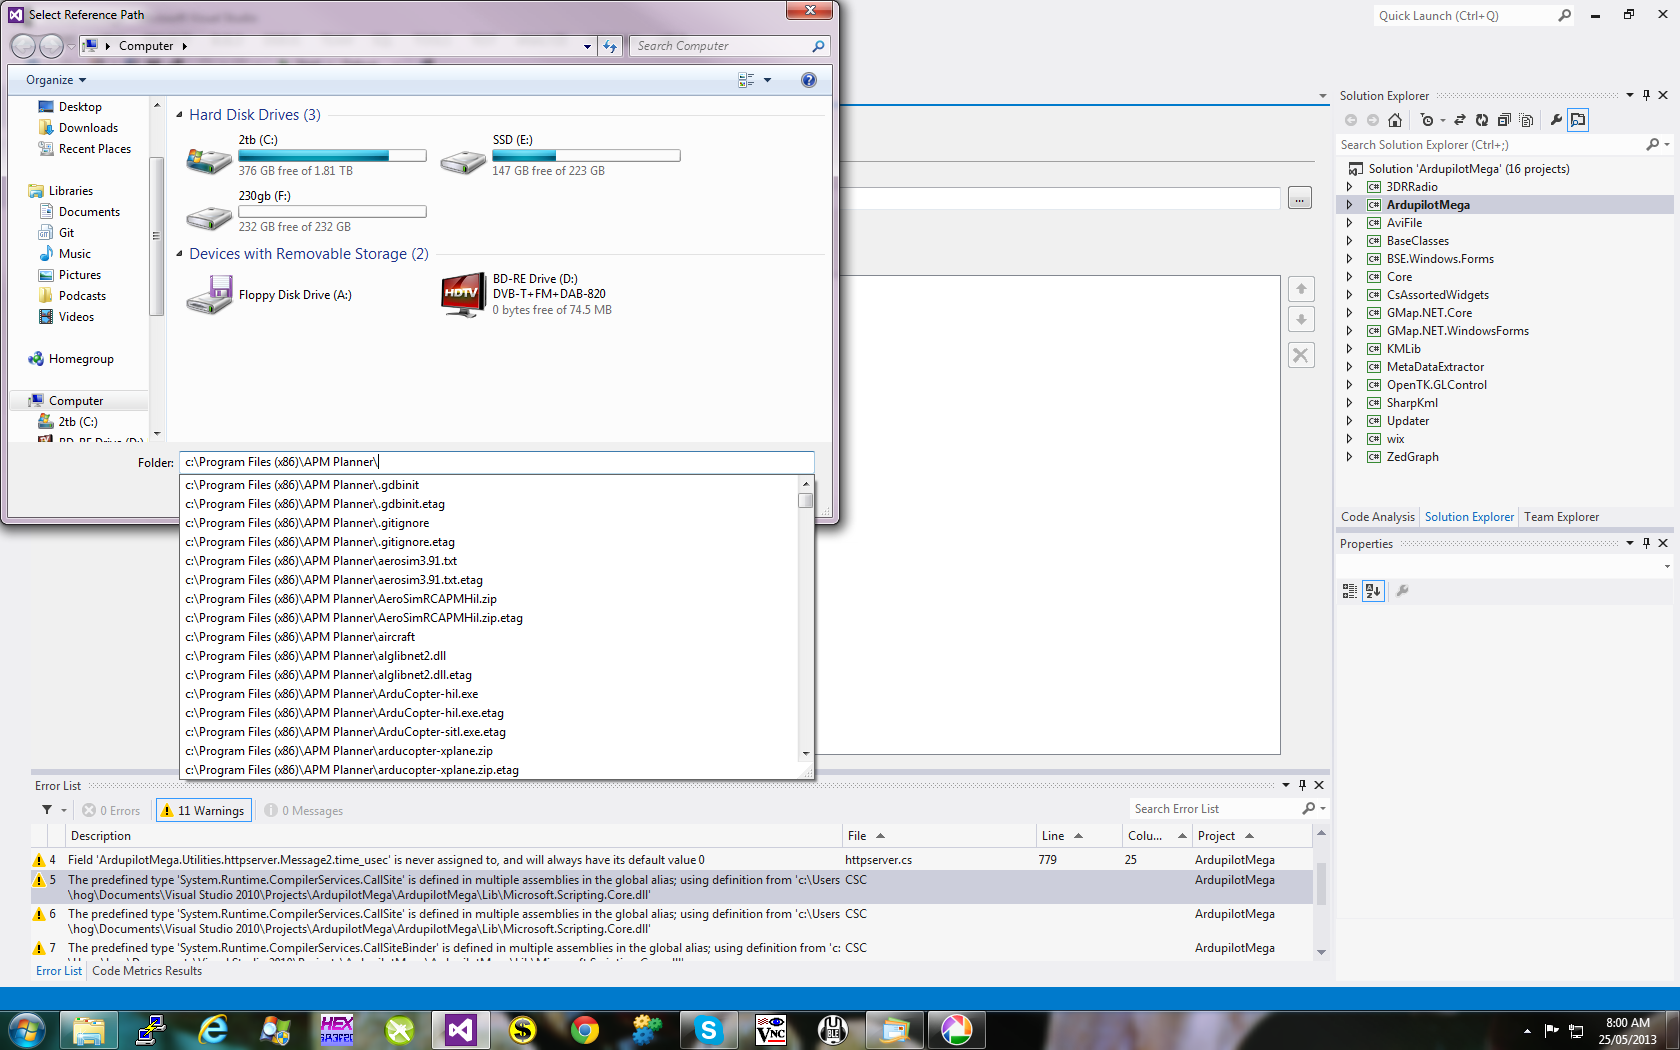 Select Reference Path
Quick Launch (Ctrl+Q)
Computer
Search Computer
Organize
Desktop
Downloads
Recent Places
Libraries
Documents
Git
Music
Pictures
Podcasts
Videos
Homegroup
Computer
2tb (C:)
BD-RE Drive (D:)
Hard Disk Drives (3)
2tb (C:)
376 GB free of 1.81 TB
SSD (E:)
147 GB free of 223 GB
230gb (F:)
232 GB free of 232 GB
Devices with Removable Storage (2)
Floppy Disk Drive (A:)
HDTV
BD-RE Drive (D:)
DVB-T+FM+DAB-820
0 bytes free of 74.5 MB
Folder: c:\Program Files (x86)\APM Planner\
c:\Program Files (x86)\APM Planner\.gdbinit
c:\Program Files (x86)\APM Planner\.gdbinit.etag
c:\Program Files (x86)\APM Planner\.gitignore
c:\Program Files (x86)\APM Planner\.gitignore.etag
c:\Program Files (x86)\APM Planner\aerosim3.91.txt
c:\Program Files (x86)\APM Planner\aerosim3.91.txt.etag
c:\Program Files (x86)\APM Planner\AeroSimRCAPMHil.zip
c:\Program Files (x86)\APM Planner\AeroSimRCAPMHil.zip.etag
c:\Program Files (x86)\APM Planner\aircraft
c:\Program Files (x86)\APM Planner\alglibnet2.dll
c:\Program Files (x86)\APM Planner\alglibnet2.dll.etag
c:\Program Files (x86)\APM Planner\ArduCopter-hil.exe
c:\Program Files (x86)\APM Planner\ArduCopter-hil.exe.etag
c:\Program Files (x86)\APM Planner\ArduCopter-sitl.exe.etag
c:\Program Files (x86)\APM Planner\arducopter-xplane.zip
c:\Program Files (x86)\APM Planner\arducopter-xplane.zip.etag
...
Solution Explorer
Search Solution Explorer (Ctrl+;)
Solution 'ArdupilotMega' (16 projects)
3DRRadio
ArdupilotMega
AviFile
BaseClasses
BSE.Windows.Forms
Core
CsAssortedWidgets
GMap.NET.Core
GMap.NET.WindowsForms
KMLib
MetaDataExtractor
OpenTK.GLControl
SharpKml
Updater
wix
ZedGraph
Code Analysis Solution Explorer Team Explorer
Properties
Error List
0 Errors 11 Warnings 0 Messages
Search Error List
Description File Line Colu... Project
4 Field 'ArdupilotMega.Utilities.httpserver.Message2.time_usec' is never assigned to, and will always have its default value 0 httpserver.cs 779 25 ArdupilotMega
5 The predefined type 'System.Runtime.CompilerServices.CallSite' is defined in multiple assemblies in the global alias; using definition from 'c:\Users CSC ArdupilotMega
\hog\Documents\Visual Studio 2010\Projects\ArdupilotMega\ArdupilotMega\Lib\Microsoft.Scripting.Core.dll'
6 The predefined type 'System.Runtime.CompilerServices.CallSite' is defined in multiple assemblies in the global alias; using definition from 'c:\Users CSC ArdupilotMega
\hog\Documents\Visual Studio 2010\Projects\ArdupilotMega\ArdupilotMega\Lib\Microsoft.Scripting.Core.dll'
7 The predefined type 'System.Runtime.CompilerServices.CallSiteBinder' is defined in multiple assemblies in the global alias; using definition from 'c: CSC ArdupilotMega
Error List Code Metrics Results
HEX
VNC
8:00 AM
25/05/2013